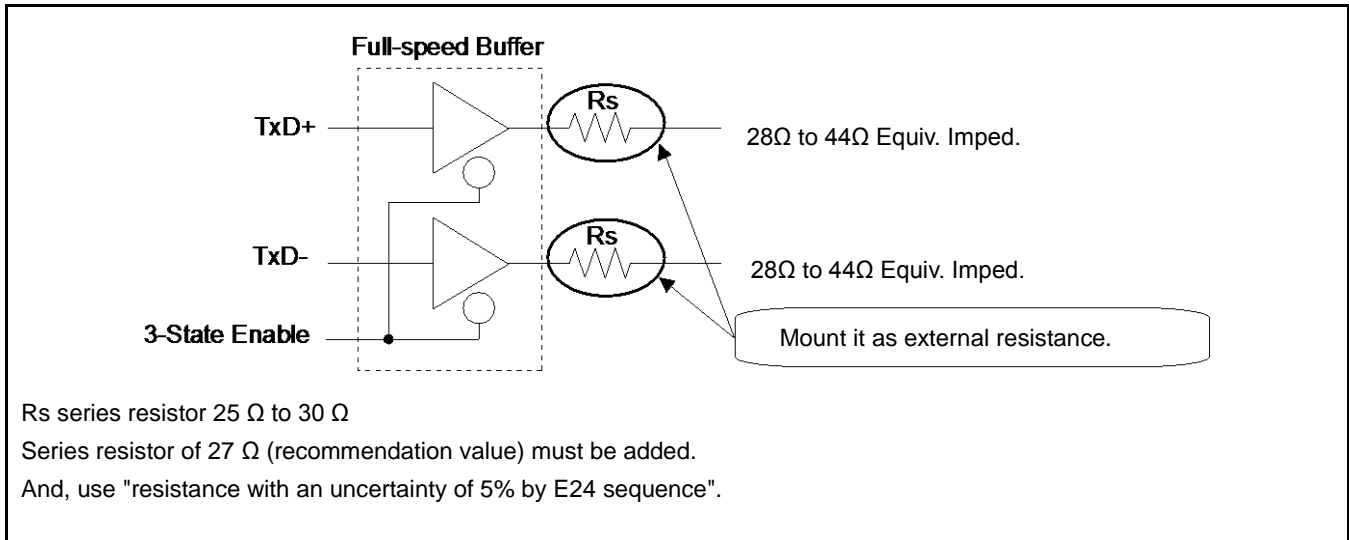 Full-speed Buffer
Rs
TxD+
28Ω to 44Ω Equiv. Imped.
Rs
TxD-
28Ω to 44Ω Equiv. Imped.
3-State Enable
Mount it as external resistance.
Rs series resistor 25 Ω to 30 Ω
Series resistor of 27 Ω (recommendation value) must be added.
And, use "resistance with an uncertainty of 5% by E24 sequence".